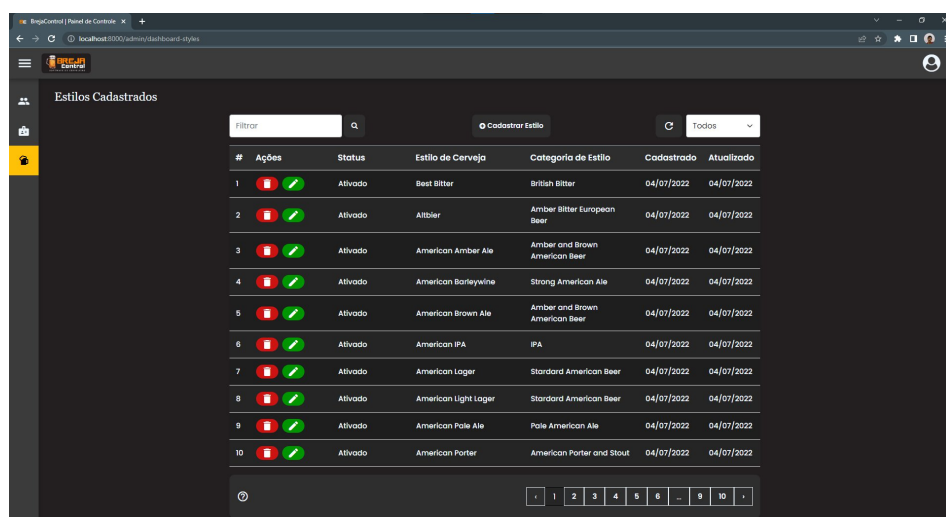 BrejaControl | Painel de Controle
localhost:8000/admin/dashboard-styles
BREJA
Control
Estilos Cadastrados
Filtrar
Cadastrar Estilo
Todos
# Ações Status Estilo de Cerveja Categoria de Estilo Cadastrado Atualizado
1 Ativado Best Bitter British Bitter 04/07/2022 04/07/2022
2 Ativado Altbier Amber Bitter European
Beer 04/07/2022 04/07/2022
3 Ativado American Amber Ale Amber and Brown
American Beer 04/07/2022 04/07/2022
4 Ativado American Barleywine Strong American Ale 04/07/2022 04/07/2022
5 Ativado American Brown Ale Amber and Brown
American Beer 04/07/2022 04/07/2022
6 Ativado American IPA IPA 04/07/2022 04/07/2022
7 Ativado American Lager Stardard American Beer 04/07/2022 04/07/2022
8 Ativado American Light Lager Stardard American Beer 04/07/2022 04/07/2022
9 Ativado American Pale Ale Pale American Ale 04/07/2022 04/07/2022
10 Ativado American Porter American Porter and Stout 04/07/2022 04/07/2022
‹ 1 2 3 4 5 6 ... 9 10 ›